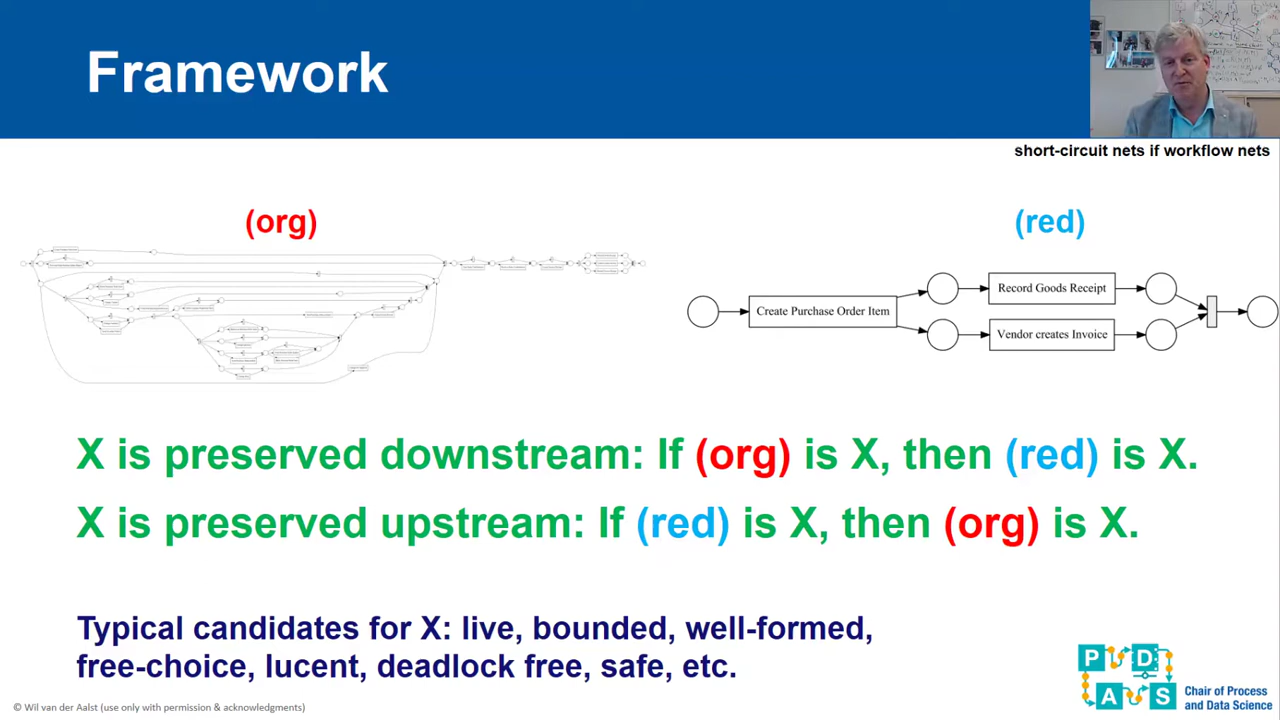 Framework
short-circuit nets if workflow nets
(org)
(red)
Create Purchase Order Item
Record Goods Receipt
Vendor creates Invoice
X is preserved downstream: If (org) is X, then (red) is X.
X is preserved upstream: If (red) is X, then (org) is X.
Typical candidates for X: live, bounded, well-formed,
free-choice, lucent, deadlock free, safe, etc.
P D
A S
Chair of Process
and Data Science
© Wil van der Aalst (use only with permission & acknowledgments)